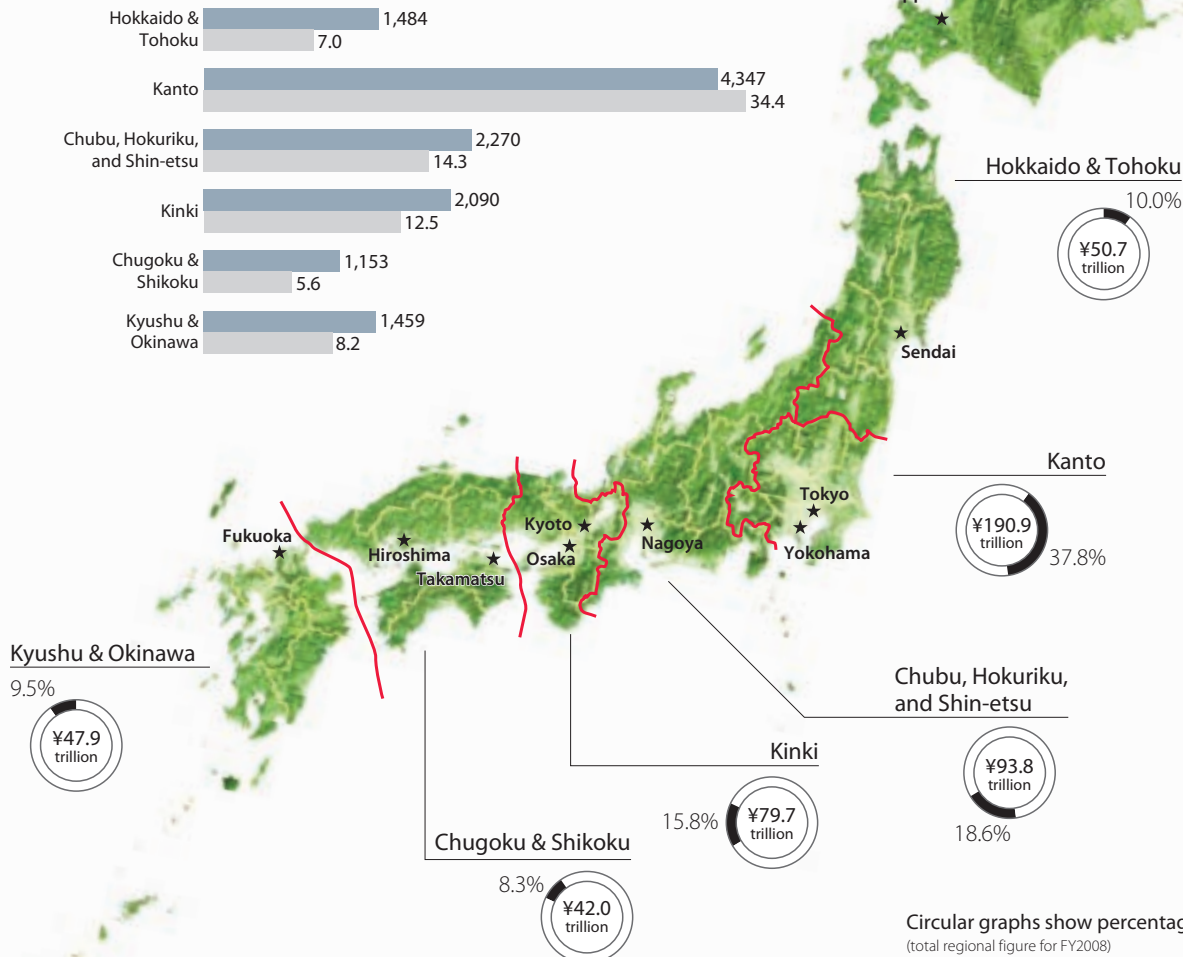 Hokkaido &
Tohoku
1,484
7.0
Kanto
4,347
34.4
Chubu, Hokuriku,
and Shin-etsu
2,270
14.3
Kinki
2,090
12.5
Chugoku &
Shikoku
1,153
5.6
Kyushu &
Okinawa
1,459
8.2
Hokkaido & Tohoku
10.0%
¥50.7
trillion
Sendai
Kanto
¥190.9
trillion
37.8%
Tokyo
Yokohama
Nagoya
Kyoto
Osaka
Hiroshima
Takamatsu
Fukuoka
Kyushu & Okinawa
9.5%
¥47.9
trillion
Chubu, Hokuriku,
and Shin-etsu
¥93.8
trillion
18.6%
Kinki
15.8%
¥79.7
trillion
Chugoku & Shikoku
8.3%
¥42.0
trillion
Circular graphs show percentag
(total regional figure for FY2008)